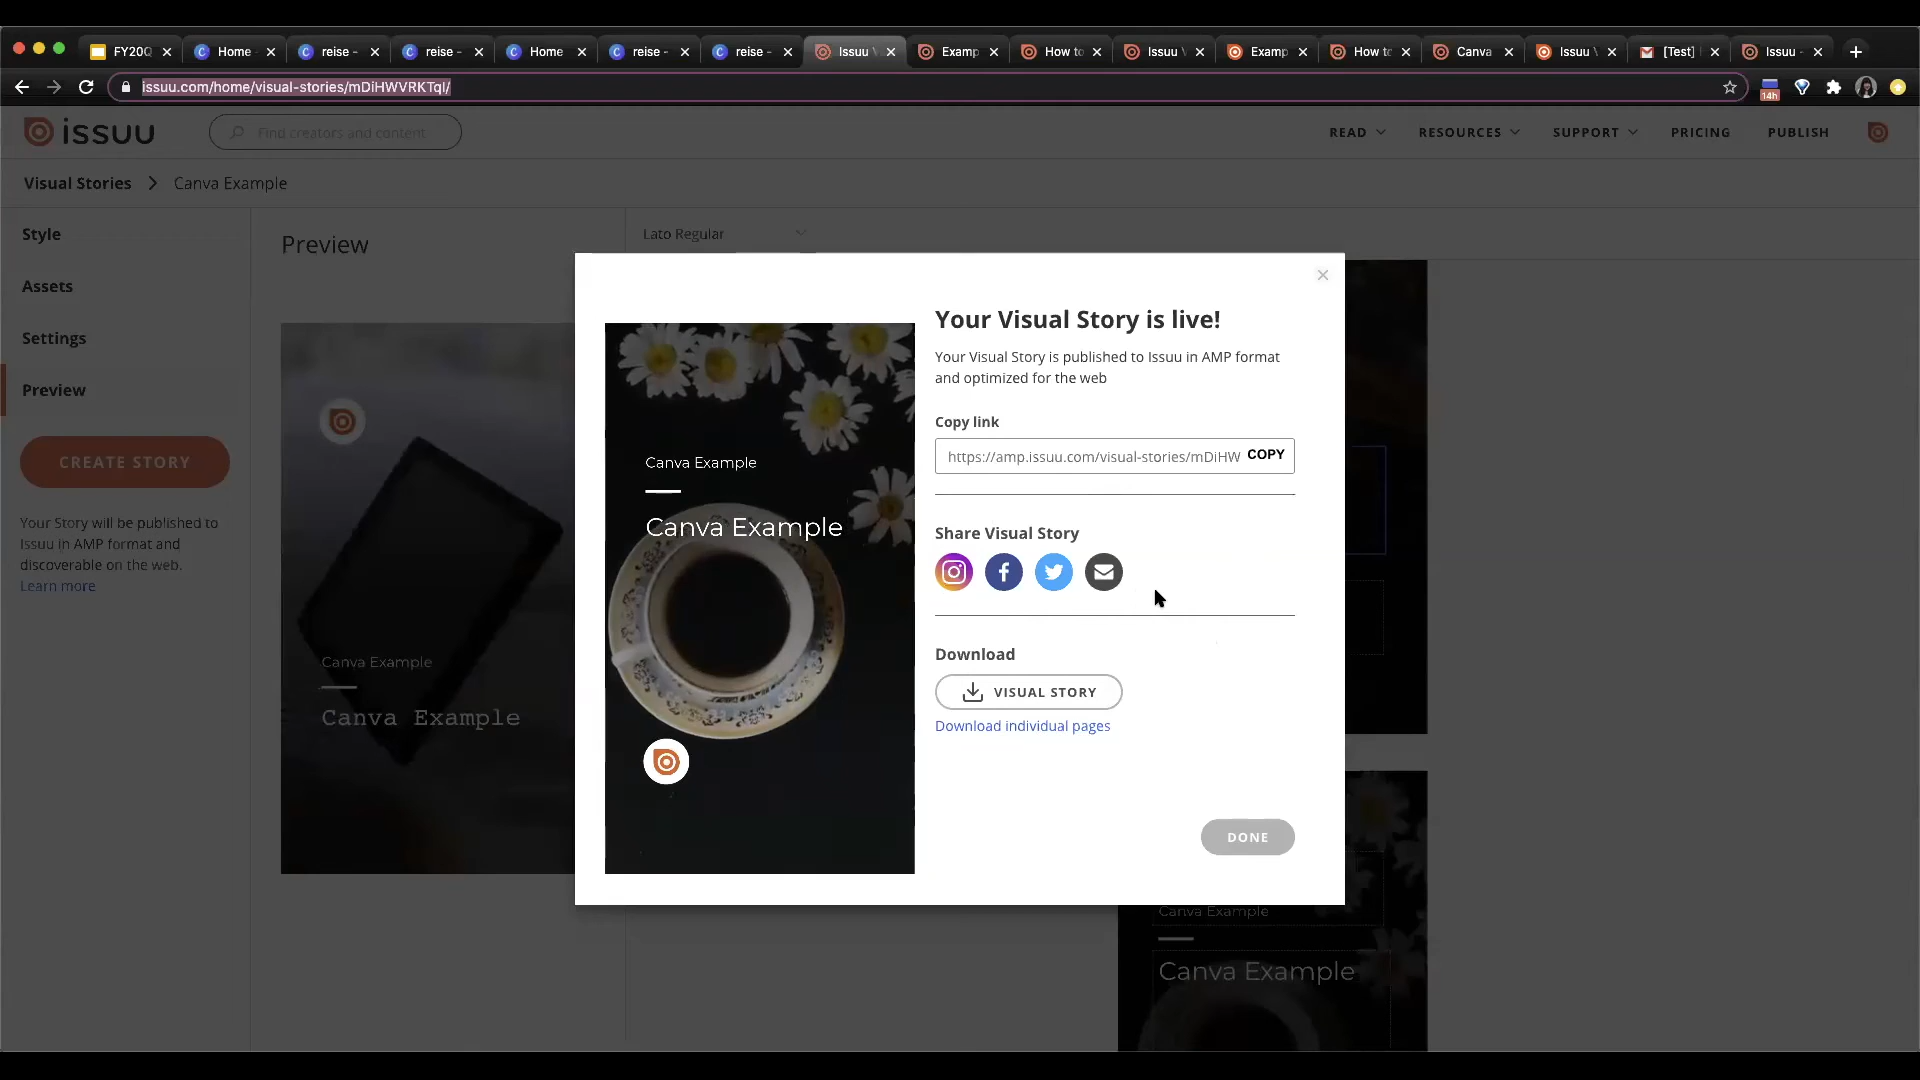 FY20Q
Home
reise -
reise -
Home
reise -
reise -
Issuu V
Examp
How to
Issuu V
Examp
How to
Canva
Issuu V
[Test]
Issuu -
issuu.com/home/visual-stories/mDiHWVRKTqI/
14h
issuu
Find creators and content
READ
RESOURCES
SUPPORT
PRICING
PUBLISH
Visual Stories
Canva Example
Style
Assets
Settings
Preview
CREATE STORY
Your Story will be published to
Issuu in AMP format and
discoverable on the web.
Learn more
Preview
Lato Regular
Canva Example
Canva Example
Canva Example
Canva Example
Your Visual Story is live!
Your Visual Story is published to Issuu in AMP format
and optimized for the web
Copy link
https://amp.issuu.com/visual-stories/mDiHW
COPY
Share Visual Story
Download
VISUAL STORY
Download individual pages
DONE
Canva Example
Canva Example